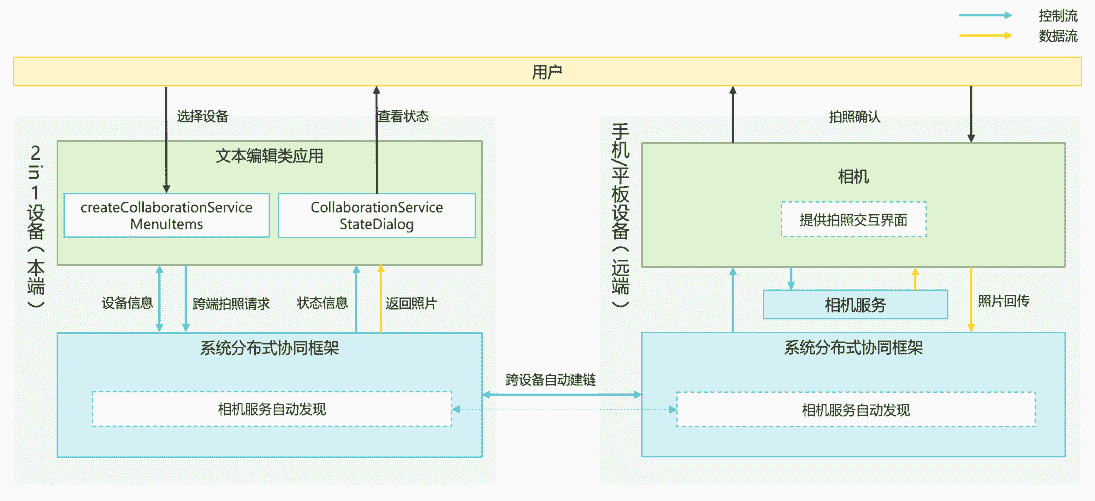 控制流
数据流
用户
选择设备
查看状态
拍照确认
2in1设备（本端）
文本编辑类应用
createCollaborationService
MenuItems
CollaborationService
StateDialog
设备信息
跨端拍照请求
状态信息
返回照片
系统分布式协同框架
相机服务自动发现
跨设备自动建链
手机/平板设备（远端）
相机
提供拍照交互界面
相机服务
照片回传
系统分布式协同框架
相机服务自动发现